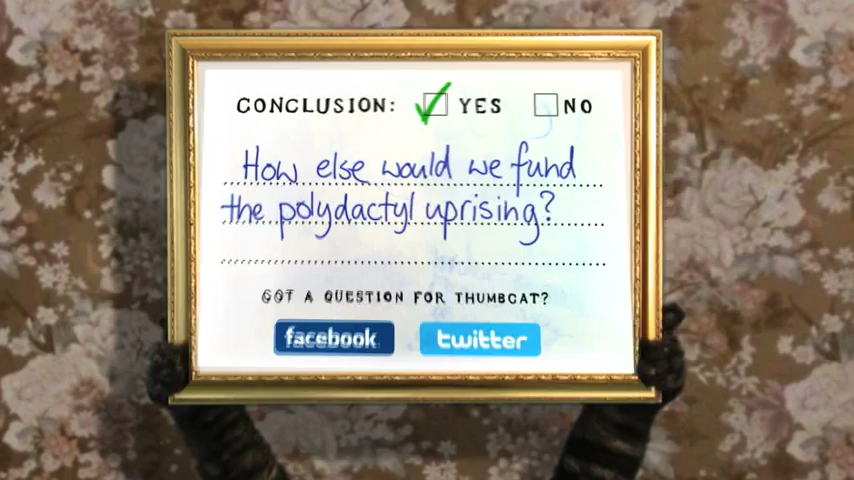 CONCLUSION: YES NO
How else would we fund
the polydactyl uprising?
GOT A QUESTION FOR THUMBCAT?
facebook twitter